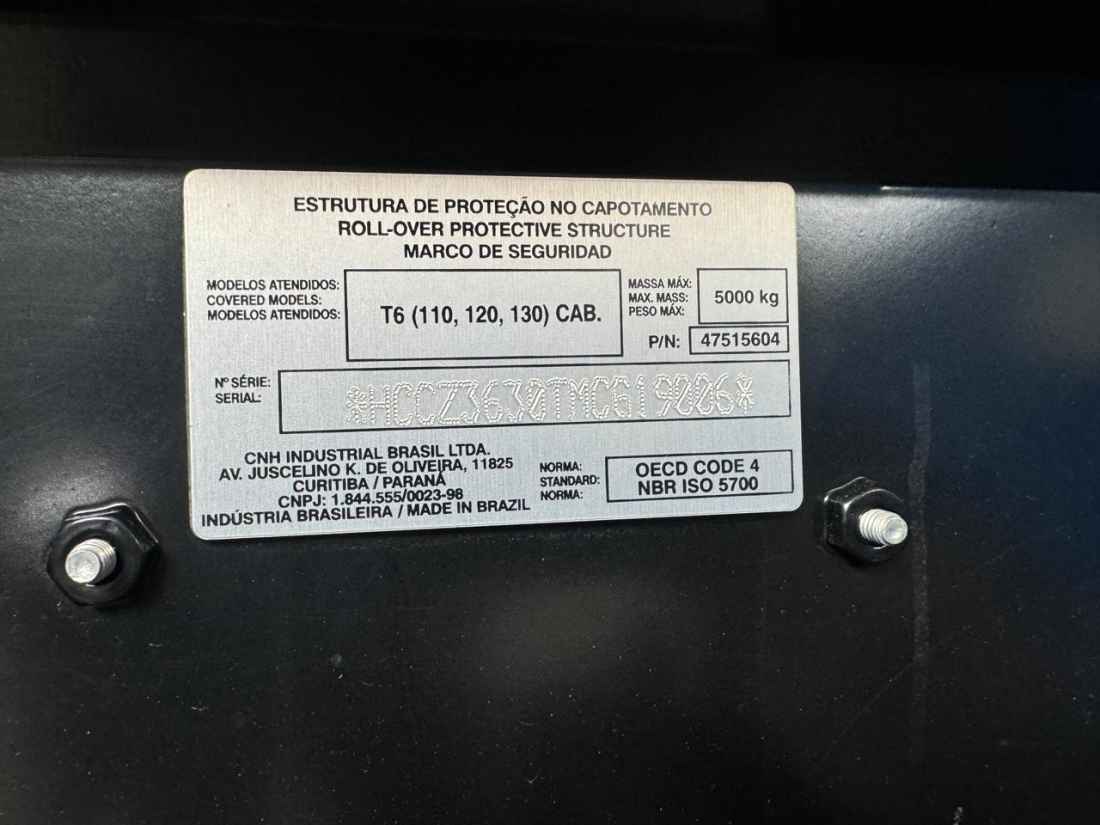 ESTRUTURA DE PROTEÇÃO NO CAPOTAMENTO
ROLL-OVER PROTECTIVE STRUCTURE
MARCO DE SEGURIDAD
MODELOS ATENDIDOS:
COVERED MODELS:
MODELOS ATENDIDOS:
T6 (110, 120, 130) CAB.
MASSA MÁX:
MAX. MASS:
PESO MÁX:
5000 kg
P/N: 47515604
Nº SÉRIE:
SERIAL:
*HCCZ3630TMCG19006*
CNH INDUSTRIAL BRASIL LTDA.
AV. JUSCELINO K. DE OLIVEIRA, 11825
CURITIBA / PARANÁ
CNPJ: 1.844.555/0023-98
INDÚSTRIA BRASILEIRA / MADE IN BRAZIL
NORMA:
STANDARD:
NORMA:
OECD CODE 4
NBR ISO 5700